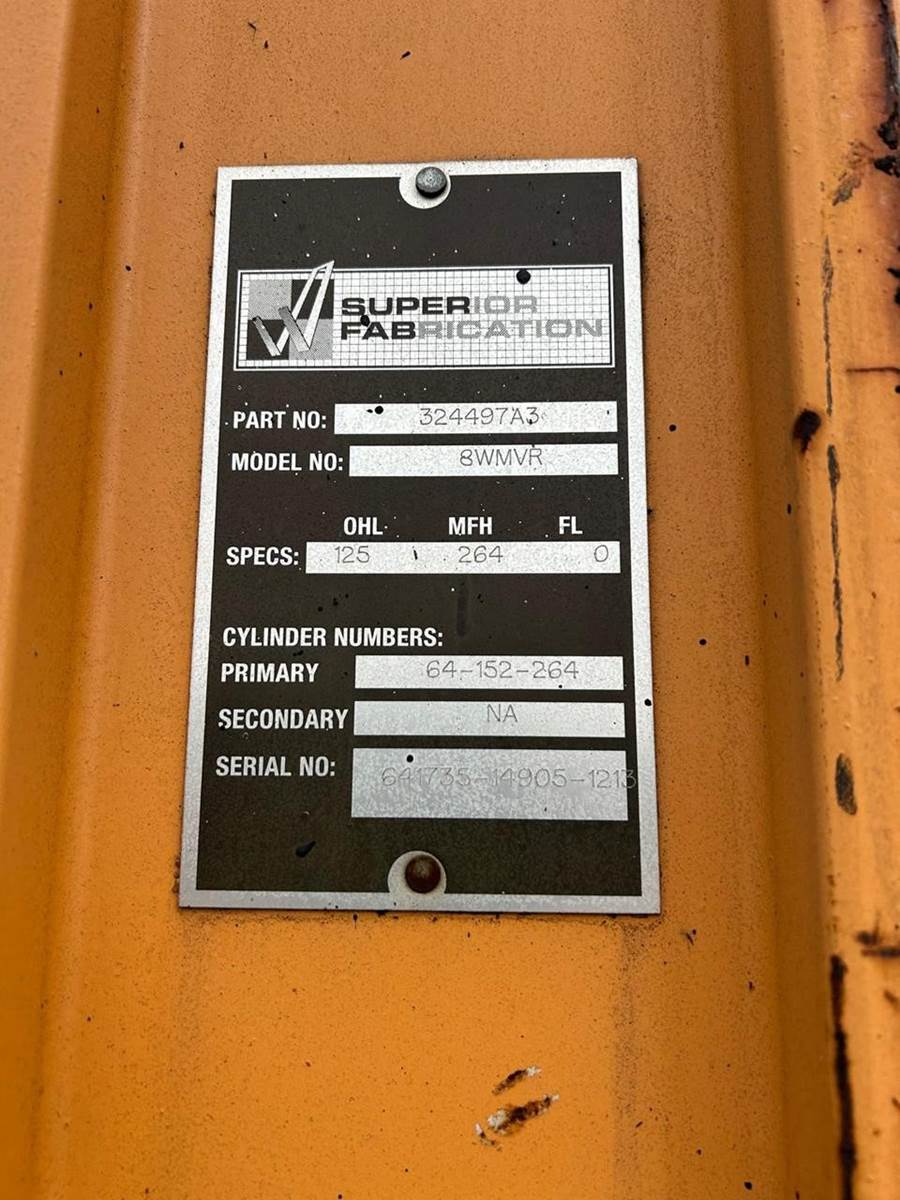 SUPERIOR
FABRICATION
PART NO: 324497A3
MODEL NO: 8WMVR
OHL MFH FL
SPECS: 125 264 0
CYLINDER NUMBERS:
PRIMARY 64-152-264
SECONDARY NA
SERIAL NO: 641735-14905-1213